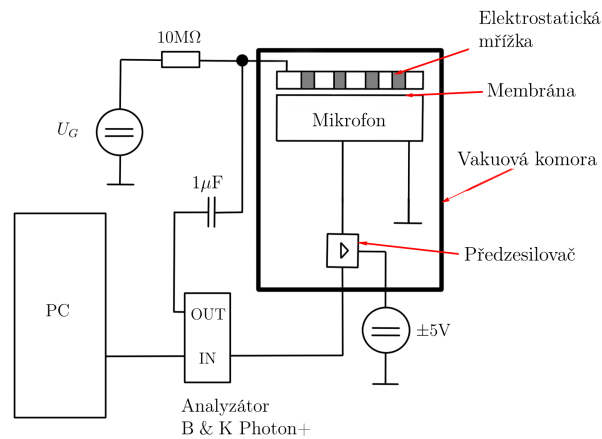 Elektrostatická
mřížka
10MΩ
Membrána
U_G
Mikrofon
Vakuová komora
1μF
Předzesilovač
PC
OUT
±5V
IN
Analyzátor
B & K Photon+